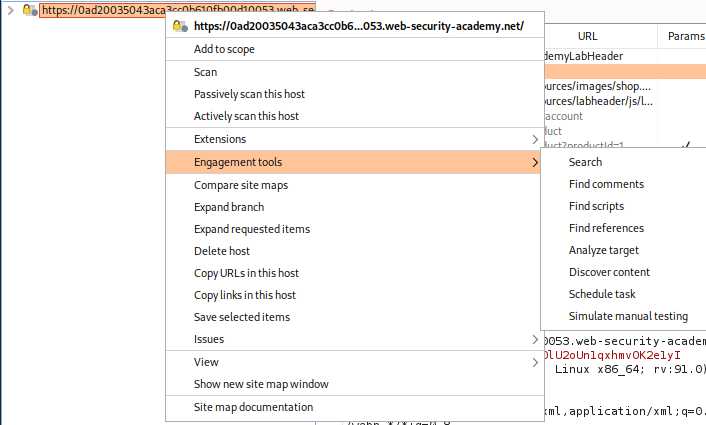 https://0ad20035043aca3cc0b610fb00d10053.web-se
https://0ad20035043aca3cc0b6...053.web-security-academy.net/
Add to scope
Scan
Passively scan this host
Actively scan this host
Extensions
Engagement tools
Compare site maps
Expand branch
Expand requested items
Delete host
Copy URLs in this host
Copy links in this host
Save selected items
Issues
View
Show new site map window
Site map documentation
Search
Find comments
Find scripts
Find references
Analyze target
Discover content
Schedule task
Simulate manual testing
URL
Params
demyLabHeader
ources/images/shop....
ources/labheader/js/l...
account
duct
duct?productId=1
0053.web-security-acade
lU2oUn1qxhmvOK2e1yI
Linux x86_64; rv:91.0)
xml,application/xml;q=0.